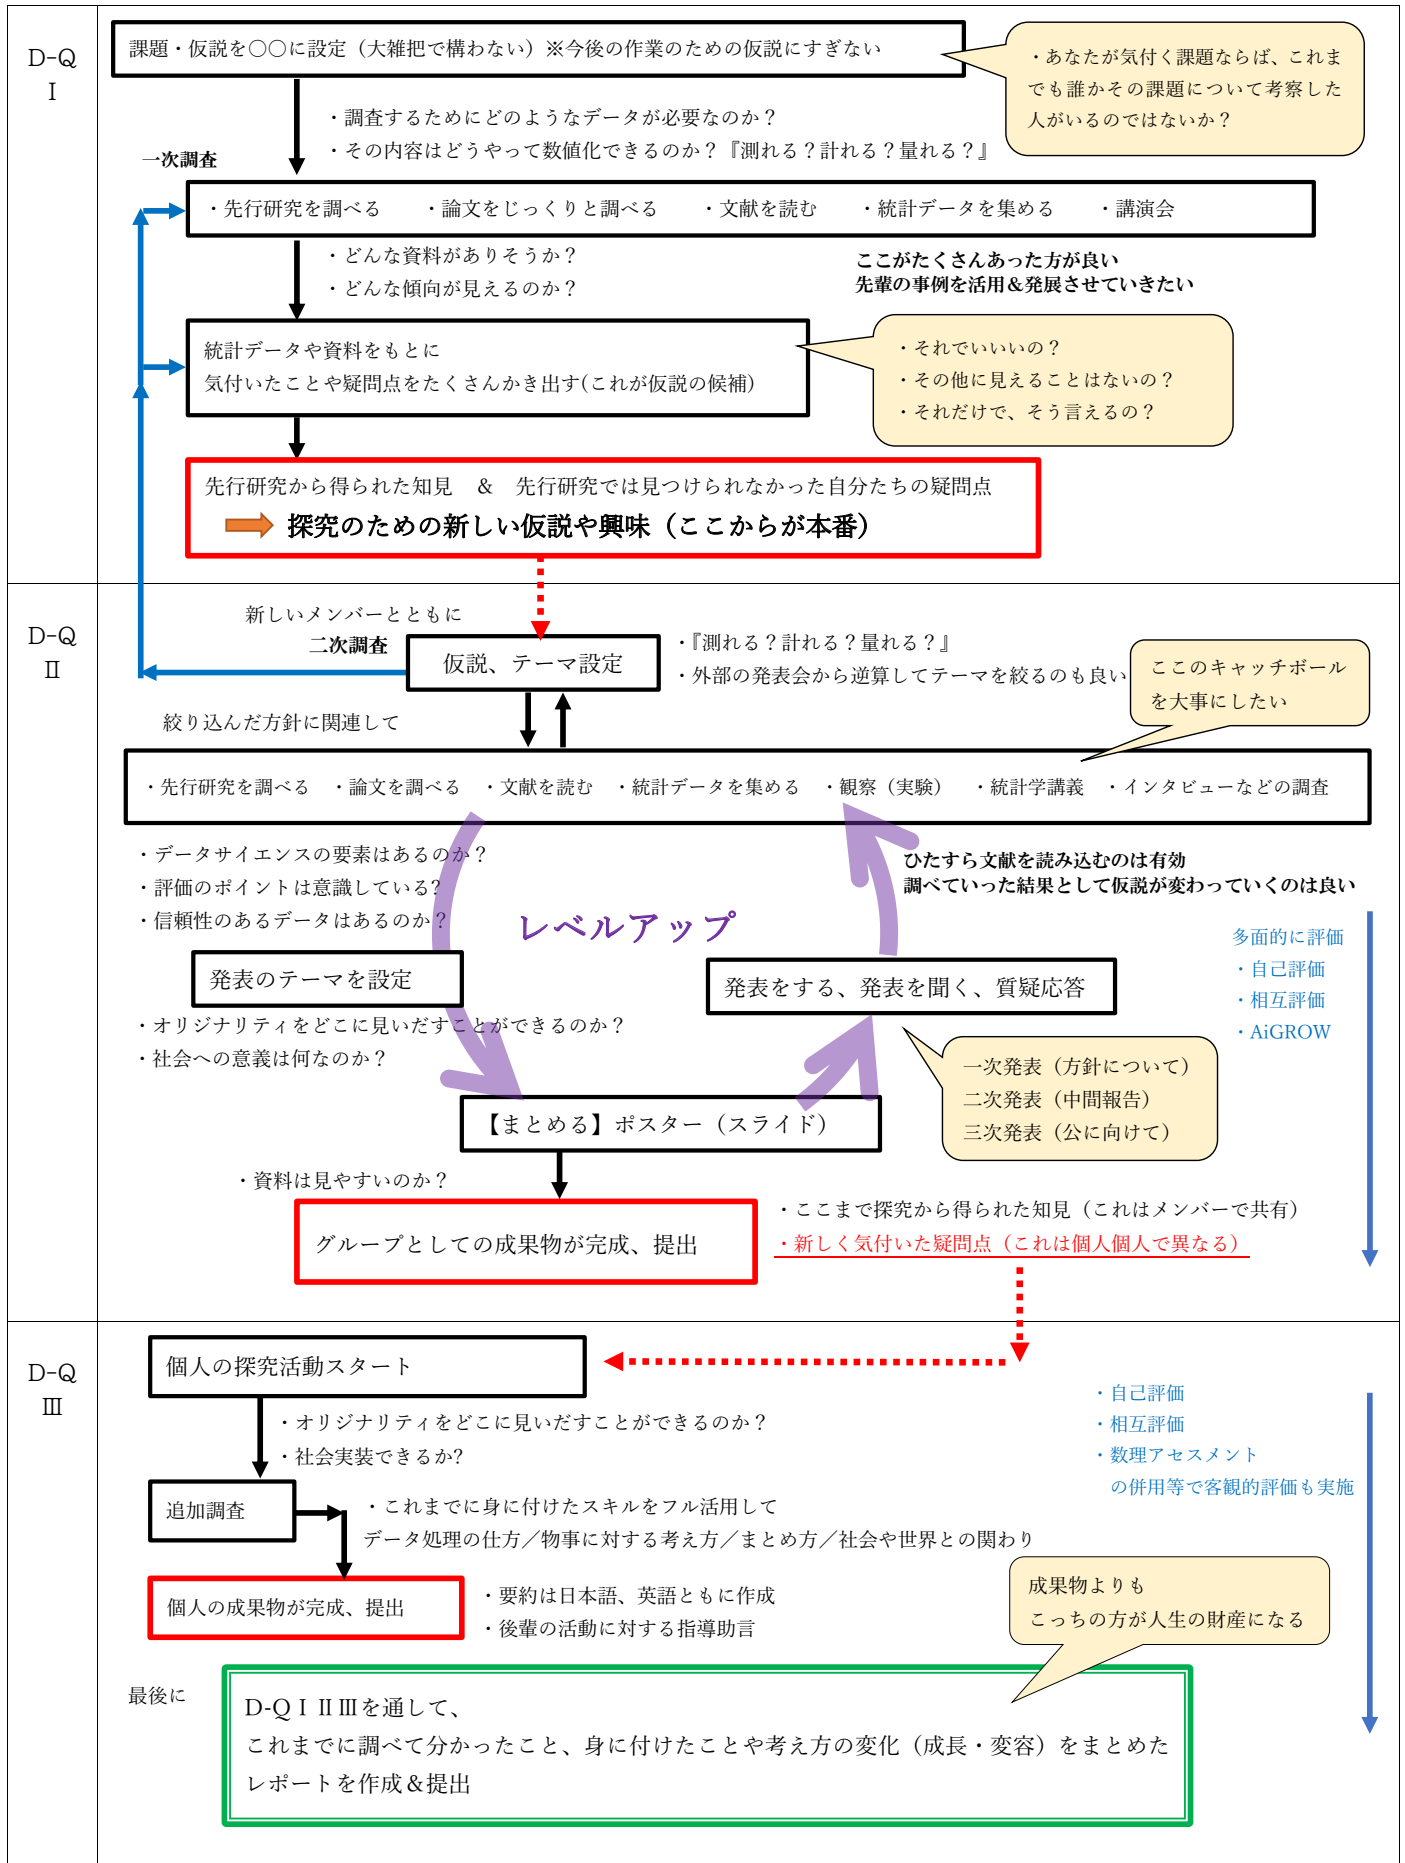 D-Q
Ⅰ
課題・仮説を〇〇に設定（大雑把で構わない）※今後の作業のための仮説にすぎない
・あなたが気付く課題ならば、これま
でも誰かその課題について考察した
人がいるのではないか？
・調査するためにどのようなデータが必要なのか？
・その内容はどうやって数値化できるのか？『測れる？計れる？量れる？』
一次調査
・先行研究を調べる　・論文をじっくりと調べる　・文献を読む　・統計データを集める　・講演会
・どんな資料がありそうか？
・どんな傾向が見えるのか？
ここがたくさんあった方が良い
先輩の事例を活用＆発展させていきたい
統計データや資料をもとに
気付いたことや疑問点をたくさんかき出す(これが仮説の候補)
・それでいいいの？
・その他に見えることはないの？
・それだけで、そう言えるの？
先行研究から得られた知見　＆　先行研究では見つけられなかった自分たちの疑問点
探究のための新しい仮説や興味（ここからが本番）
D-Q
Ⅱ
新しいメンバーとともに
二次調査
仮説、テーマ設定
・『測れる？計れる？量れる？』
・外部の発表会から逆算してテーマを絞るのも良い
ここのキャッチボール
を大事にしたい
絞り込んだ方針に関連して
・先行研究を調べる　・論文を調べる　・文献を読む　・統計データを集める　・観察（実験）　・統計学講義　・インタビューなどの調査
・データサイエンスの要素はあるのか？
・評価のポイントは意識している?
・信頼性のあるデータはあるのか？
ひたすら文献を読み込むのは有効
調べていった結果として仮説が変わっていくのは良い
レベルアップ
多面的に評価
・自己評価
・相互評価
・AiGROW
発表のテーマを設定
発表をする、発表を聞く、質疑応答
・オリジナリティをどこに見いだすことができるのか？
・社会への意義は何なのか？
一次発表（方針について）
二次発表（中間報告）
三次発表（公に向けて）
【まとめる】ポスター（スライド）
・資料は見やすいのか？
グループとしての成果物が完成、提出
・ここまで探究から得られた知見（これはメンバーで共有）
・新しく気付いた疑問点（これは個人個人で異なる）
D-Q
Ⅲ
個人の探究活動スタート
・オリジナリティをどこに見いだすことができるのか？
・社会実装できるか?
・自己評価
・相互評価
・数理アセスメント
の併用等で客観的評価も実施
追加調査
・これまでに身に付けたスキルをフル活用して
データ処理の仕方／物事に対する考え方／まとめ方／社会や世界との関わり
個人の成果物が完成、提出
・要約は日本語、英語ともに作成
・後輩の活動に対する指導助言
成果物よりも
こっちの方が人生の財産になる
最後に
D-QⅠⅡⅢを通して、
これまでに調べて分かったこと、身に付けたことや考え方の変化（成長・変容）をまとめた
レポートを作成＆提出